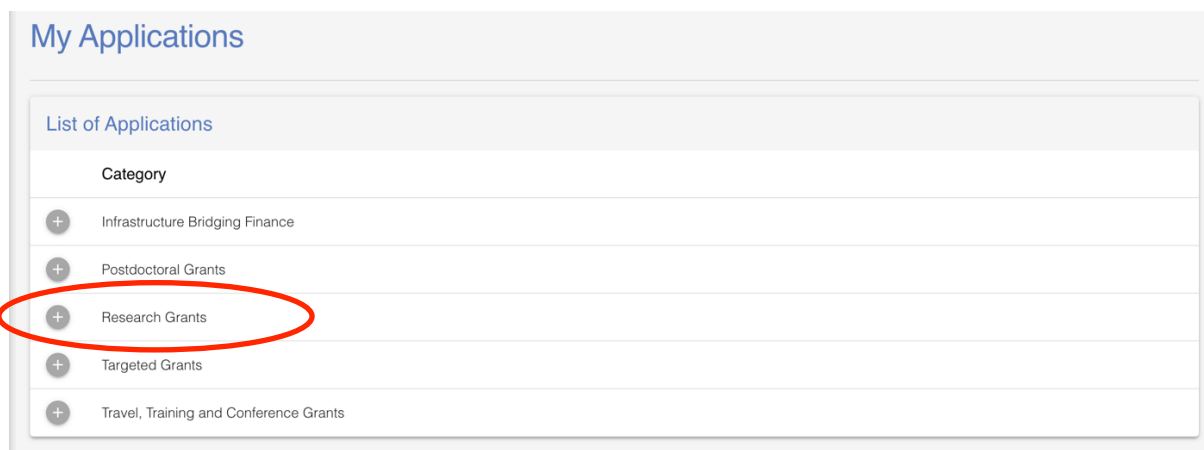 My Applications
List of Applications
Category
Infrastructure Bridging Finance
Postdoctoral Grants
Research Grants
Targeted Grants
Travel, Training and Conference Grants